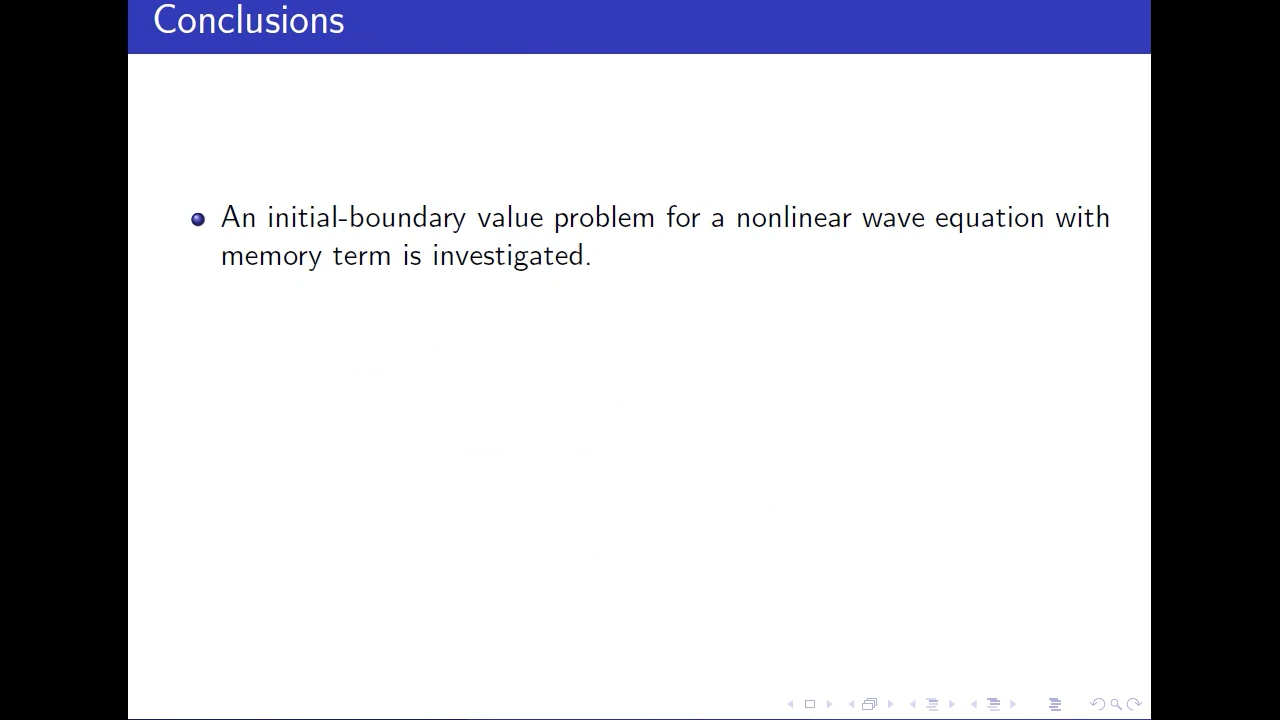 Conclusions
An initial-boundary value problem for a nonlinear wave equation with
memory term is investigated.